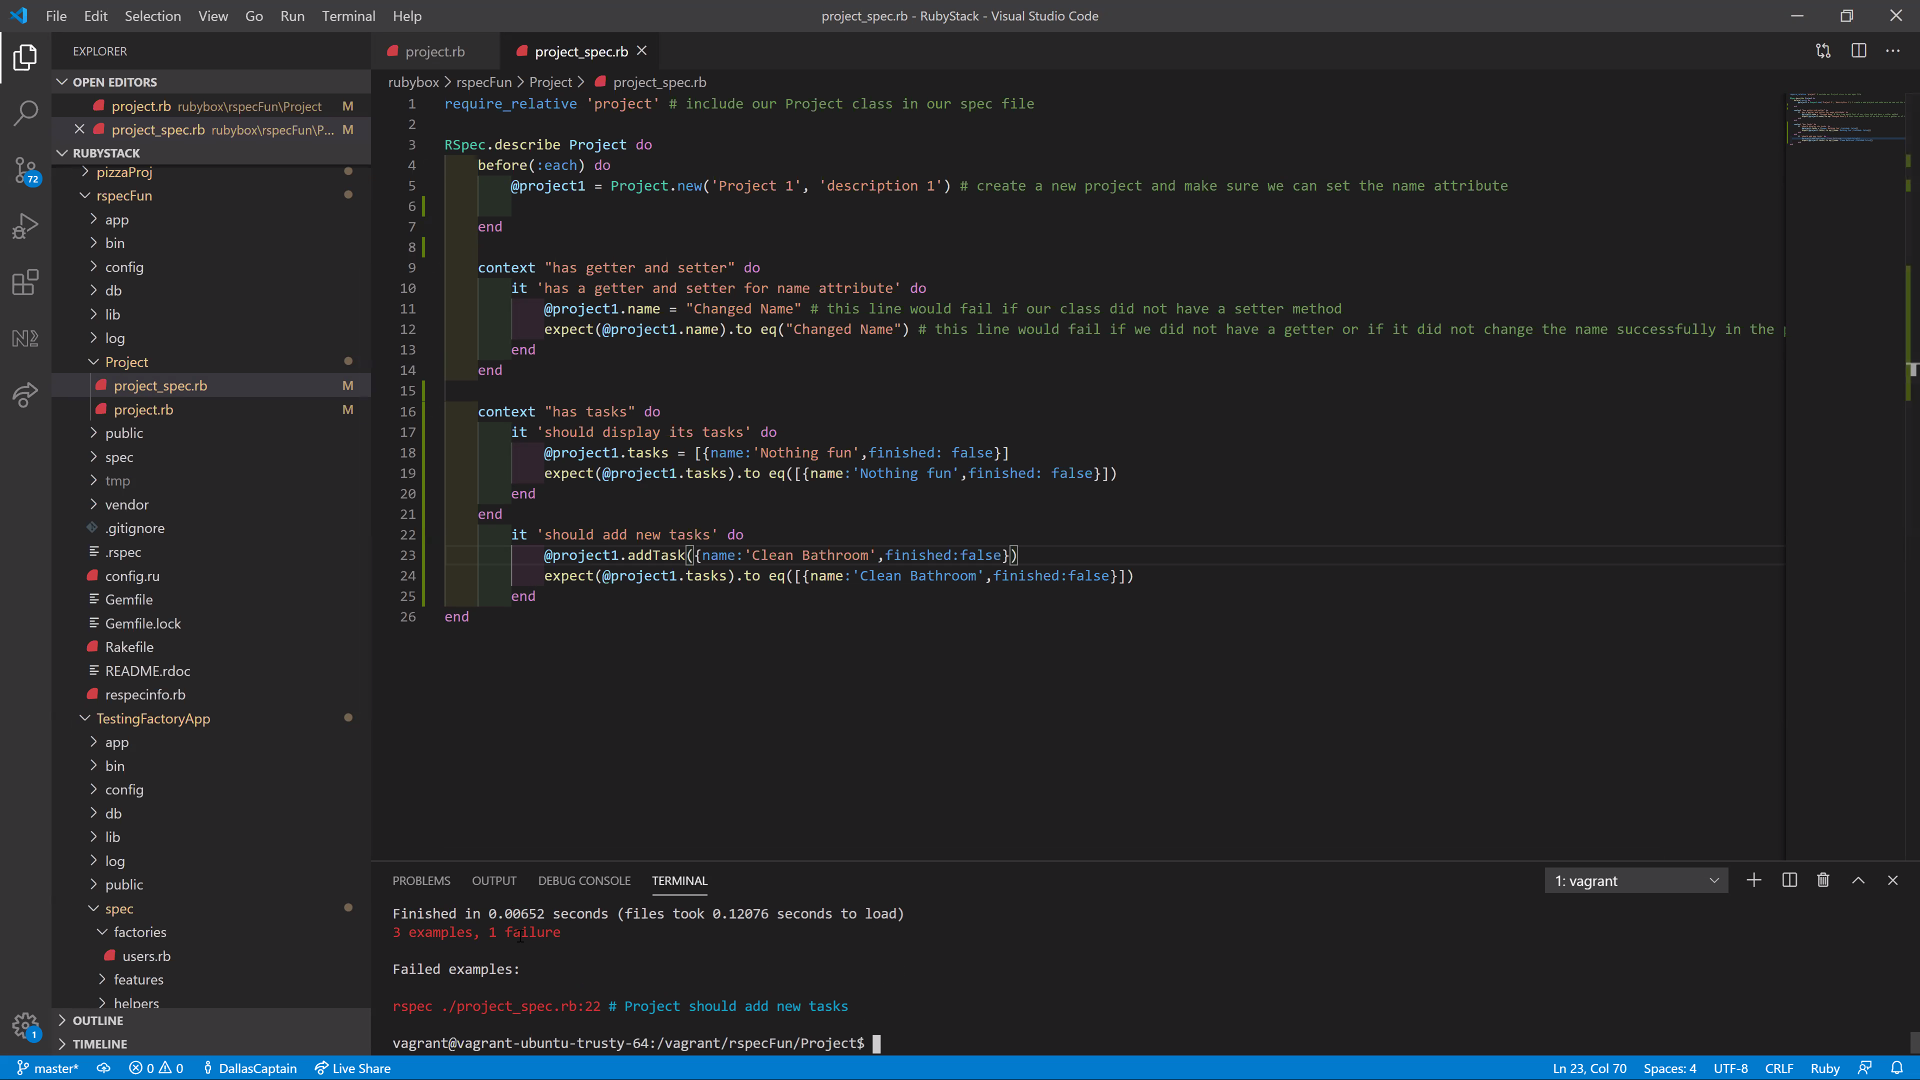 File Edit Selection View Go Run Terminal Help
project_spec.rb - RubyStack - Visual Studio Code
EXPLORER
OPEN EDITORS
project.rb rubybox\rspecFun\Project M
project_spec.rb rubybox\rspecFun\P... M
RUBYSTACK
pizzaProj
rspecFun
app
bin
config
db
lib
log
Project
project_spec.rb M
project.rb M
public
spec
tmp
vendor
.gitignore
.rspec
config.ru
Gemfile
Gemfile.lock
Rakefile
README.rdoc
respecinfo.rb
TestingFactoryApp
app
bin
config
db
lib
log
public
spec
factories
users.rb
features
helpers
OUTLINE
TIMELINE
72
1
project.rb project_spec.rb
rubybox > rspecFun > Project > project_spec.rb
1 require_relative 'project' # include our Project class in our spec file
2
3 RSpec.describe Project do
4 before(:each) do
5 @project1 = Project.new('Project 1', 'description 1') # create a new project and make sure we can set the name attribute
6
7 end
8
9 context "has getter and setter" do
10 it 'has a getter and setter for name attribute' do
11 @project1.name = "Changed Name" # this line would fail if our class did not have a setter method
12 expect(@project1.name).to eq("Changed Name") # this line would fail if we did not have a getter or if it did not change the name successfully in the
13 end
14 end
15
16 context "has tasks" do
17 it 'should display its tasks' do
18 @project1.tasks = [{name:'Nothing fun',finished: false}]
19 expect(@project1.tasks).to eq([{name:'Nothing fun',finished: false}])
20 end
21 end
22 it 'should add new tasks' do
23 @project1.addTask({name:'Clean Bathroom',finished:false})
24 expect(@project1.tasks).to eq([{name:'Clean Bathroom',finished:false}])
25 end
26 end
PROBLEMS OUTPUT DEBUG CONSOLE TERMINAL
1: vagrant
Finished in 0.00652 seconds (files took 0.12076 seconds to load)
3 examples, 1 failure
Failed examples:
rspec ./project_spec.rb:22 # Project should add new tasks
vagrant@vagrant-ubuntu-trusty-64:/vagrant/rspecFun/Project$
master* 0 0 DallasCaptain Live Share
Ln 23, Col 70 Spaces: 4 UTF-8 CRLF Ruby